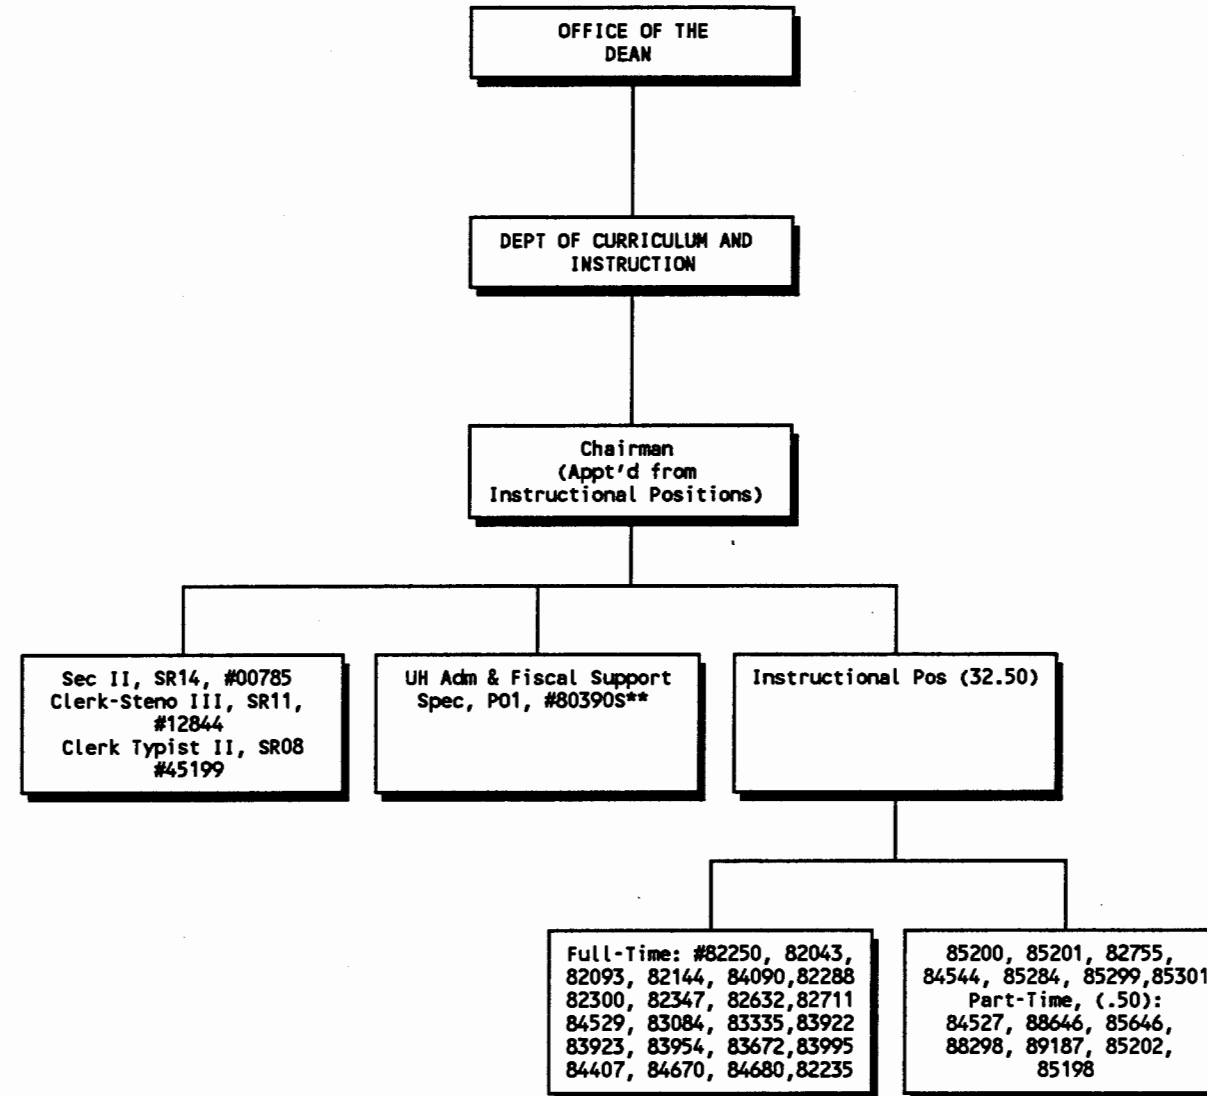 OFFICE OF THE
DEAN
DEPT OF CURRICULUM AND
INSTRUCTION
Chairman
(Appt'd from
Instructional Positions)
Sec II, SR14, #00785
Clerk-Steno III, SR11,
#12844
Clerk Typist II, SR08
#45199
UH Adm & Fiscal Support
Spec, P01, #80390S**
Instructional Pos (32.50)
Full-Time: #82250, 82043,
82093, 82144, 84090,82288
82300, 82347, 82632,82711
84529, 83084, 83335,83922
83923, 83954, 83672,83995
84407, 84670, 84680,82235
85200, 85201, 82755,
84544, 85284, 85299,85301
Part-Time, (.50):
84527, 88646, 85646,
88298, 89187, 85202,
85198